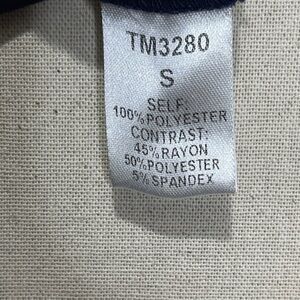 TM3280
S
SELF:
100%POLYESTER
CONTRAST:
45%RAYON
50%POLYESTER
5%SPANDEX